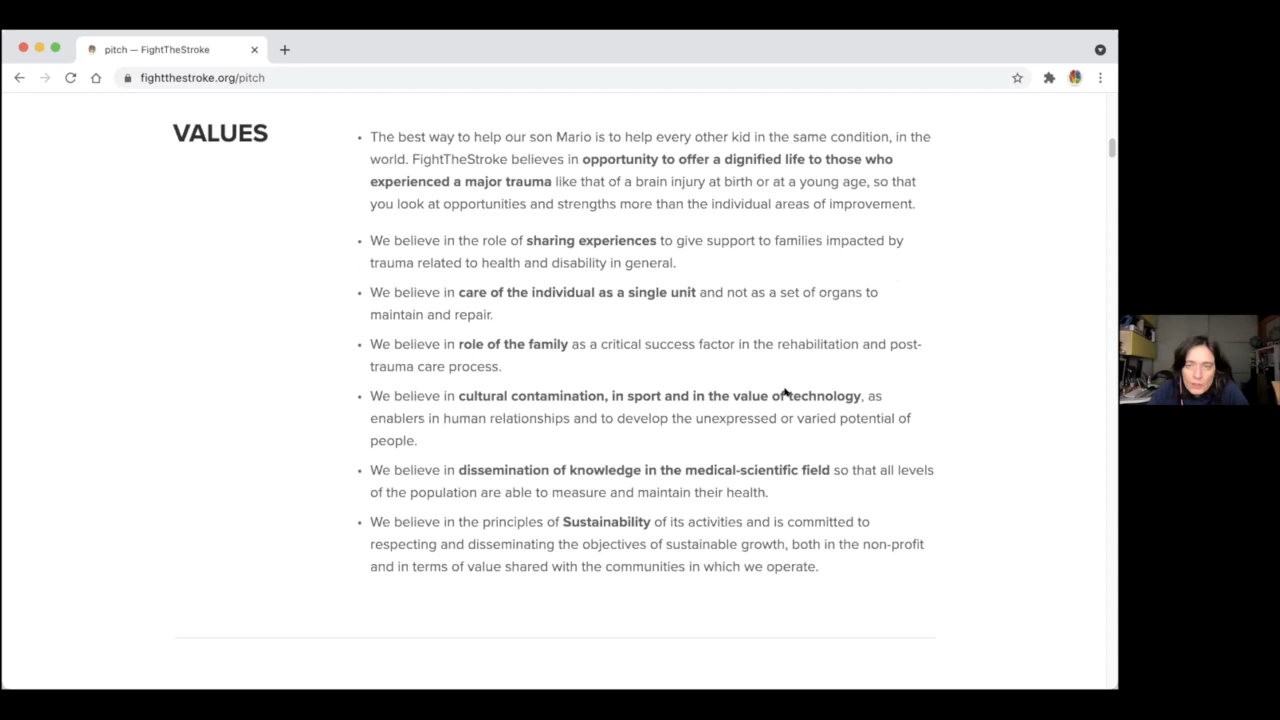 pitch — FightTheStroke
fightthestroke.org/pitch
VALUES
• The best way to help our son Mario is to help every other kid in the same condition, in the
world. FightTheStroke believes in opportunity to offer a dignified life to those who
experienced a major trauma like that of a brain injury at birth or at a young age, so that
you look at opportunities and strengths more than the individual areas of improvement.
• We believe in the role of sharing experiences to give support to families impacted by
trauma related to health and disability in general.
• We believe in care of the individual as a single unit and not as a set of organs to
maintain and repair.
• We believe in role of the family as a critical success factor in the rehabilitation and post-
trauma care process.
• We believe in cultural contamination, in sport and in the value of technology, as
enablers in human relationships and to develop the unexpressed or varied potential of
people.
• We believe in dissemination of knowledge in the medical-scientific field so that all levels
of the population are able to measure and maintain their health.
• We believe in the principles of Sustainability of its activities and is committed to
respecting and disseminating the objectives of sustainable growth, both in the non-profit
and in terms of value shared with the communities in which we operate.